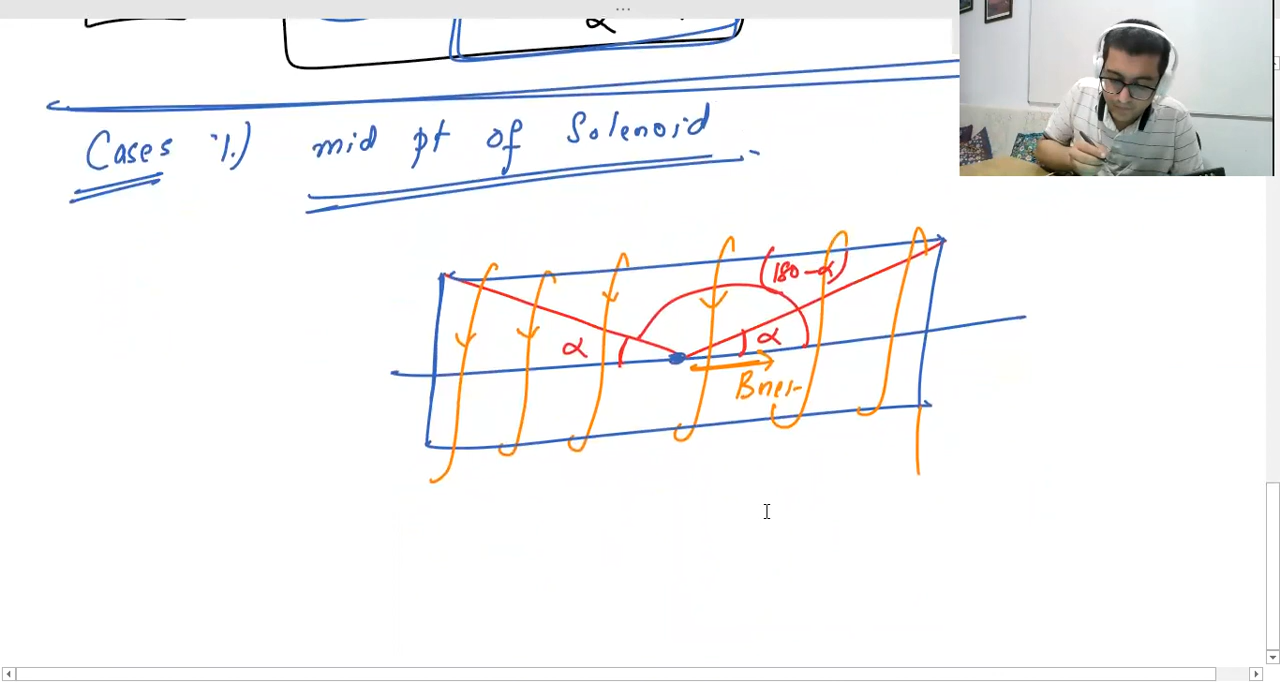 α
Cases 1.) mid pt of Solenoid
(180-α)
α α
Bnet